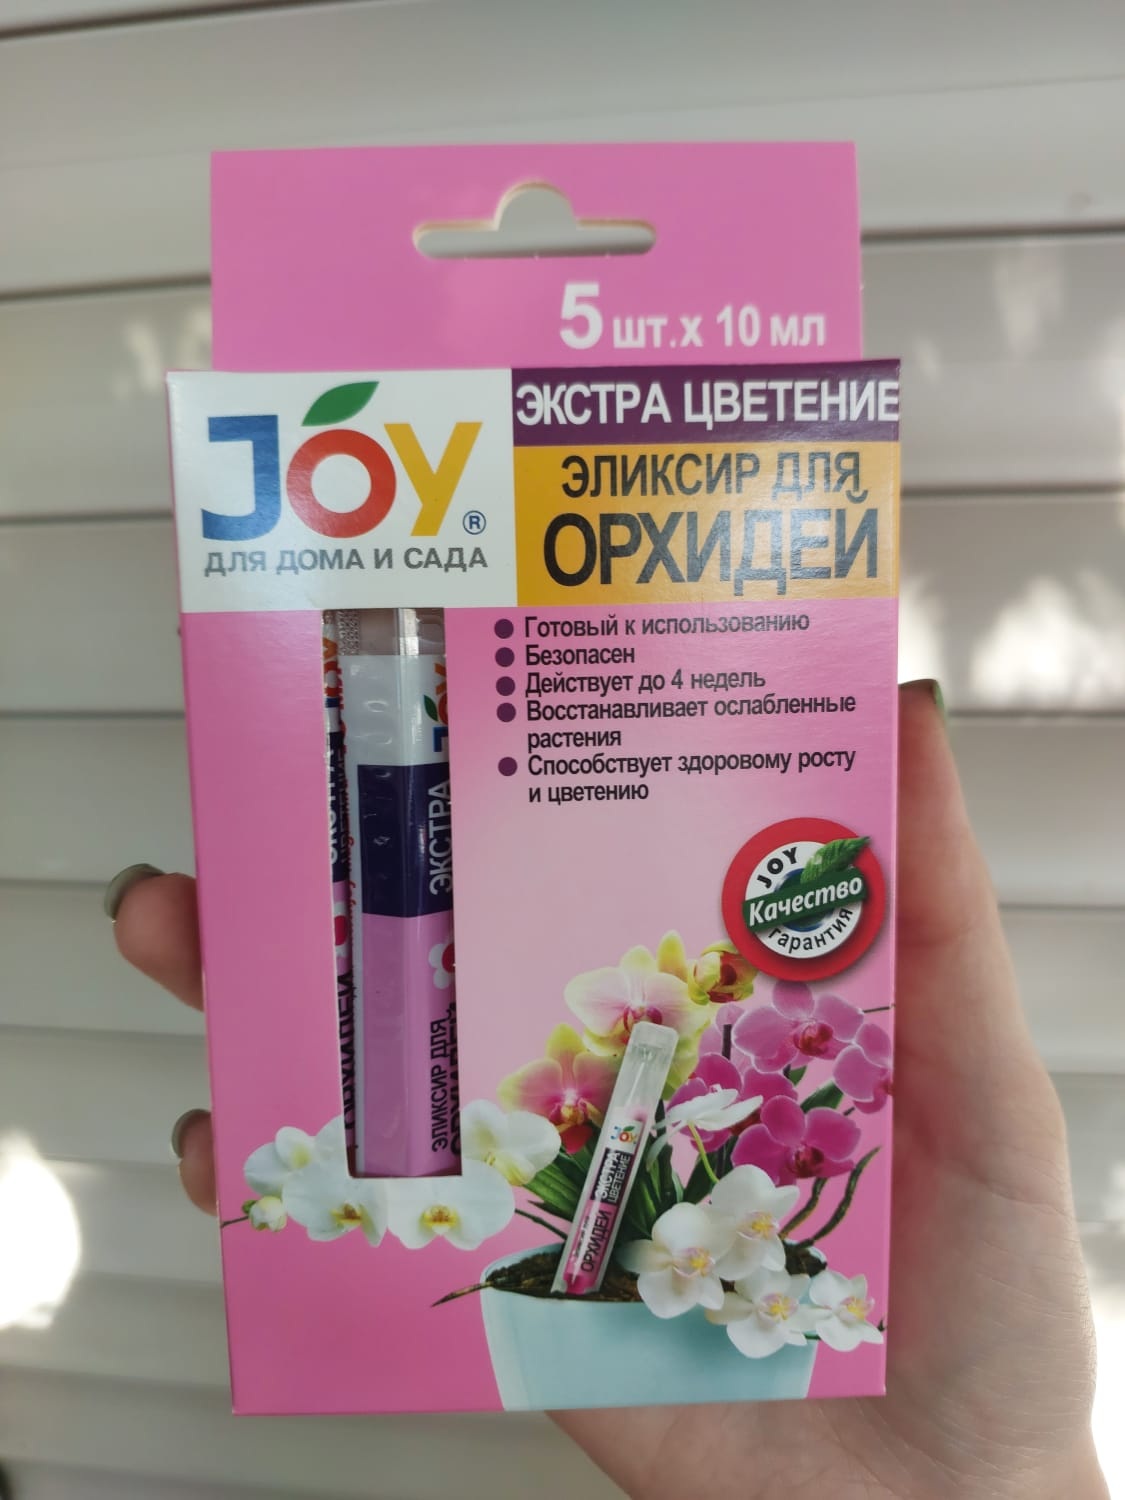 5 шт. x 10 мл
JOY®
ДЛЯ ДОМА И САДА
ЭКСТРА ЦВЕТЕНИЕ
ЭЛИКСИР ДЛЯ
ОРХИДЕЙ
Готовый к использованию
Безопасен
Действует до 4 недель
Восстанавливает ослабленные
растения
Способствует здоровому росту
и цветению
ЭКСТРА
ЭЛИКСИР ДЛЯ
JOY
Качество
гарантия
JOY
ЭКСТРА
ЦВЕТЕНИЕ
ОРХИДЕЙ